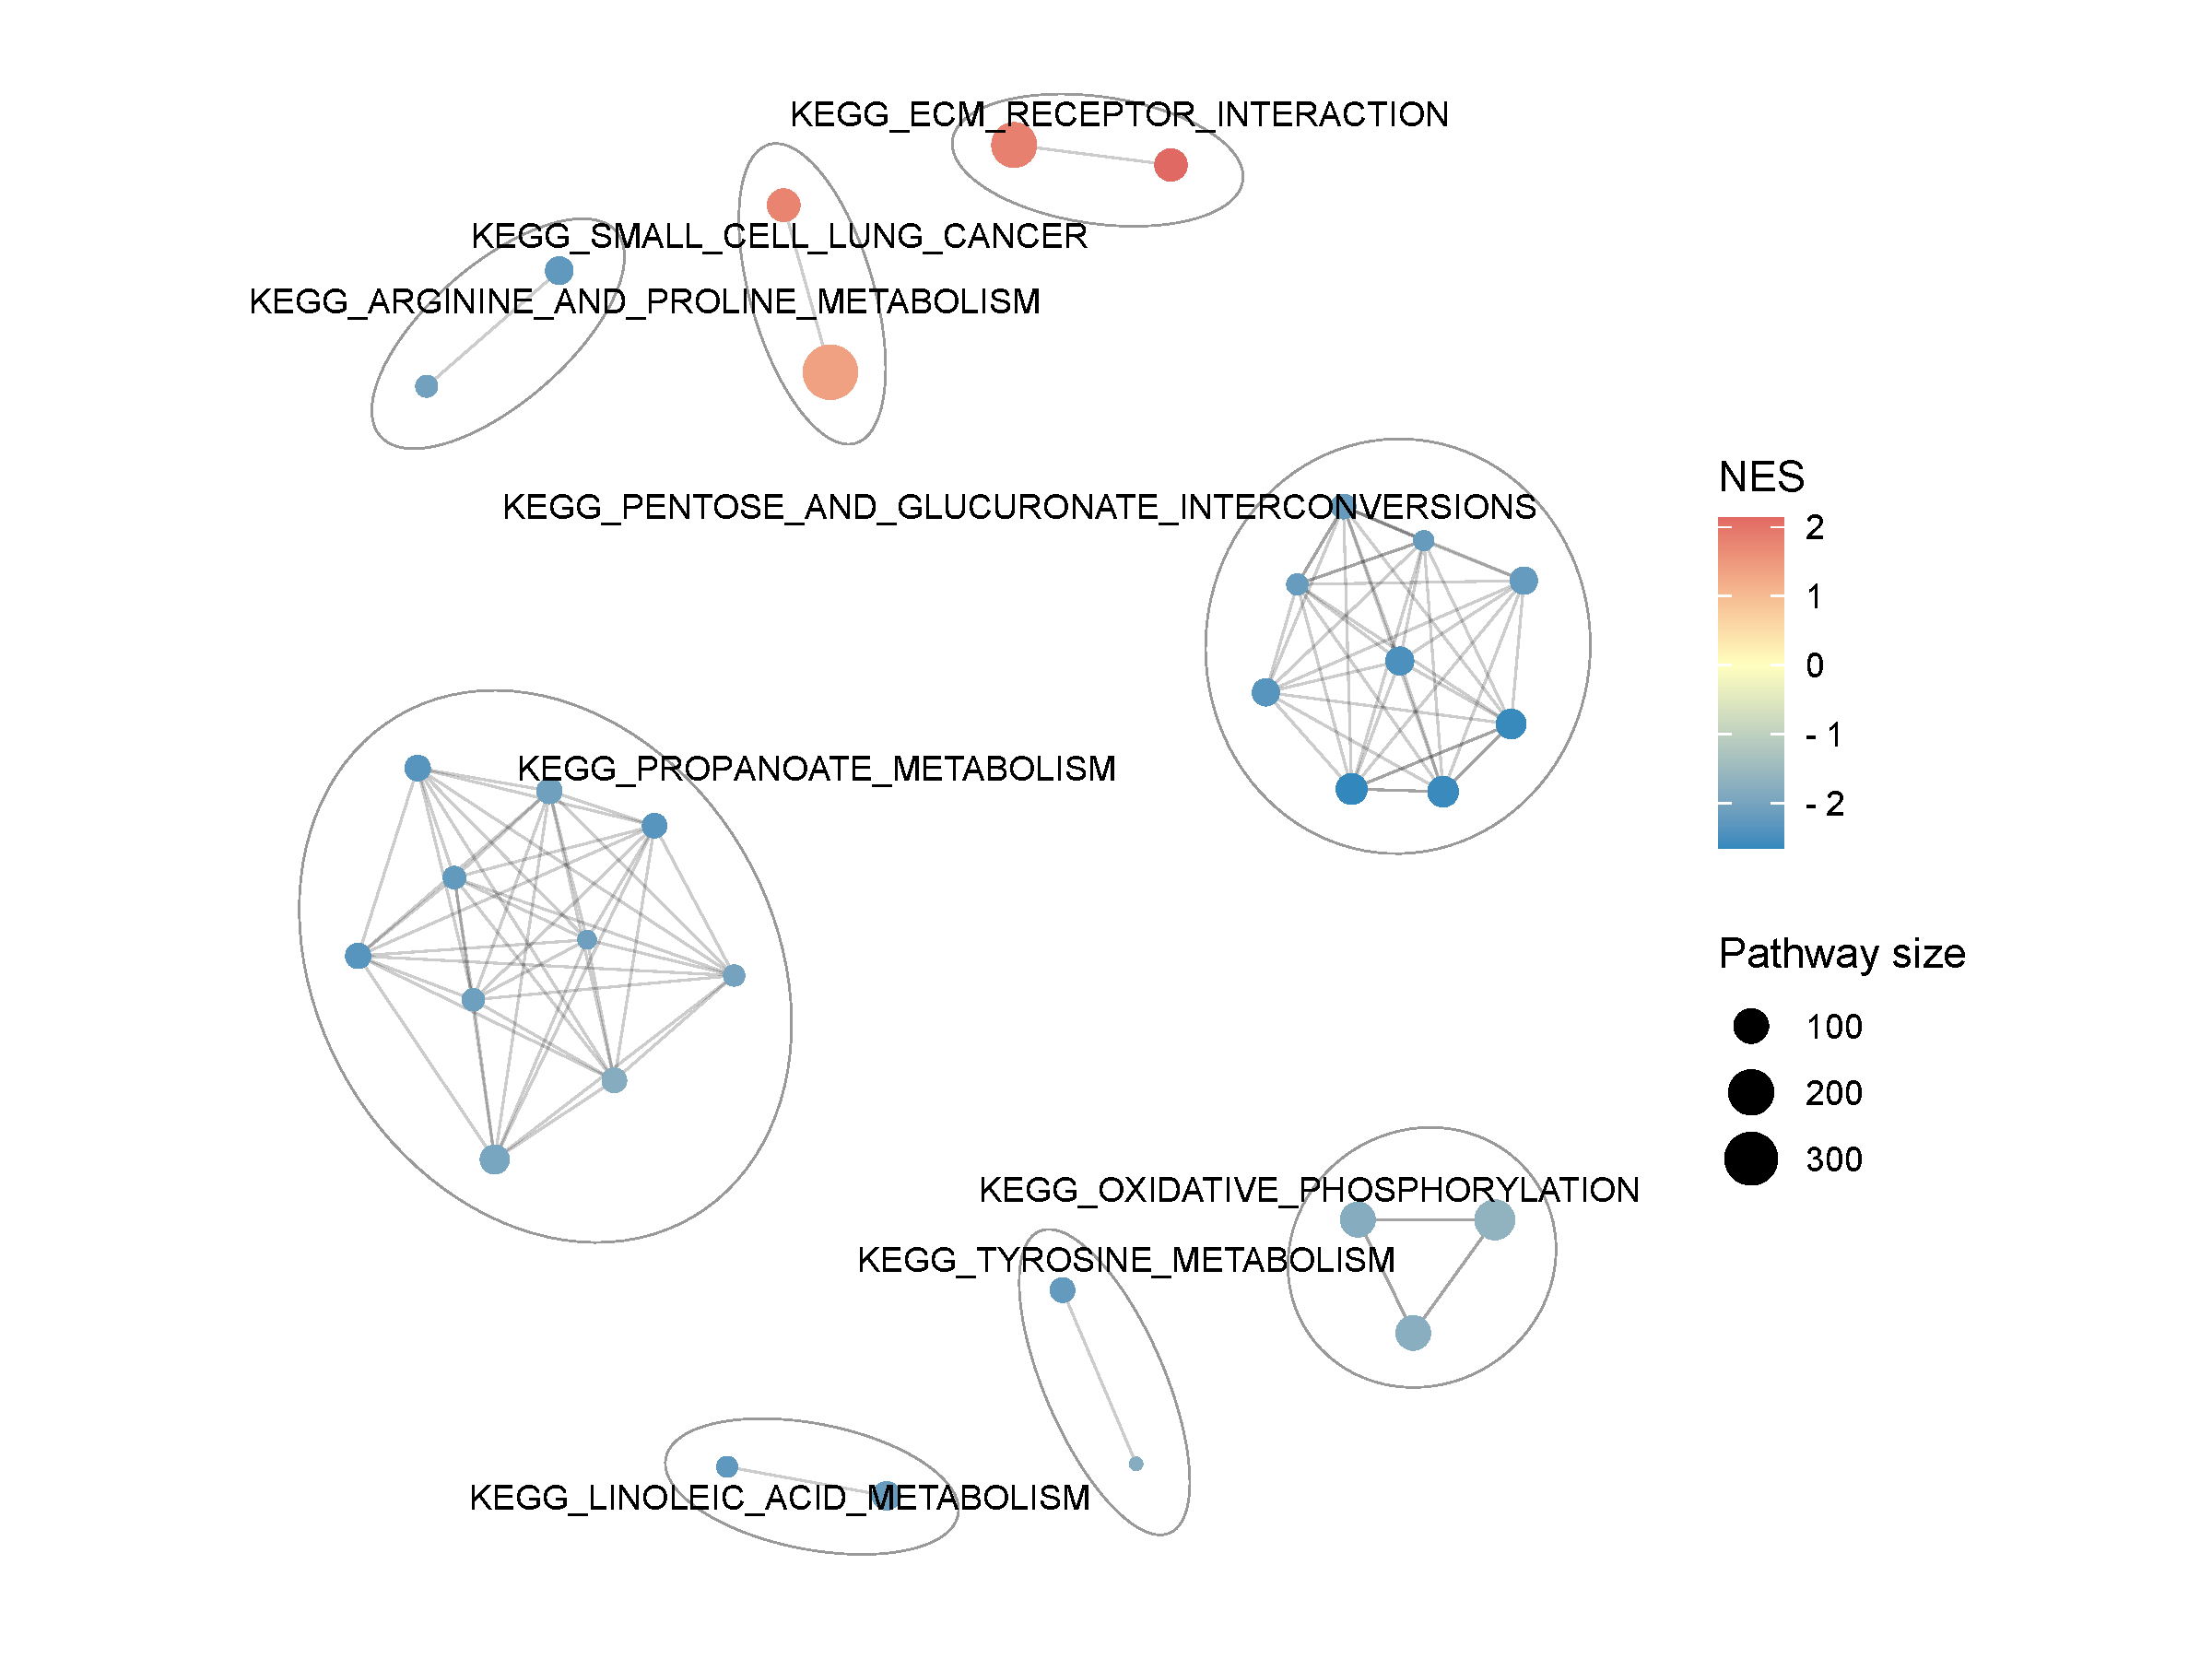 KEGG_ECM_RECEPTOR_INTERACTION
KEGG_SMALL_CELL_LUNG_CANCER
KEGG_ARGININE_AND_PROLINE_METABOLISM
KEGG_PENTOSE_AND_GLUCURONATE_INTERCONVERSIONS
KEGG_PROPANOATE_METABOLISM
KEGG_OXIDATIVE_PHOSPHORYLATION
KEGG_TYROSINE_METABOLISM
KEGG_LINOLEIC_ACID_METABOLISM
NES
2
1
0
- 1
- 2
Pathway size
100
200
300